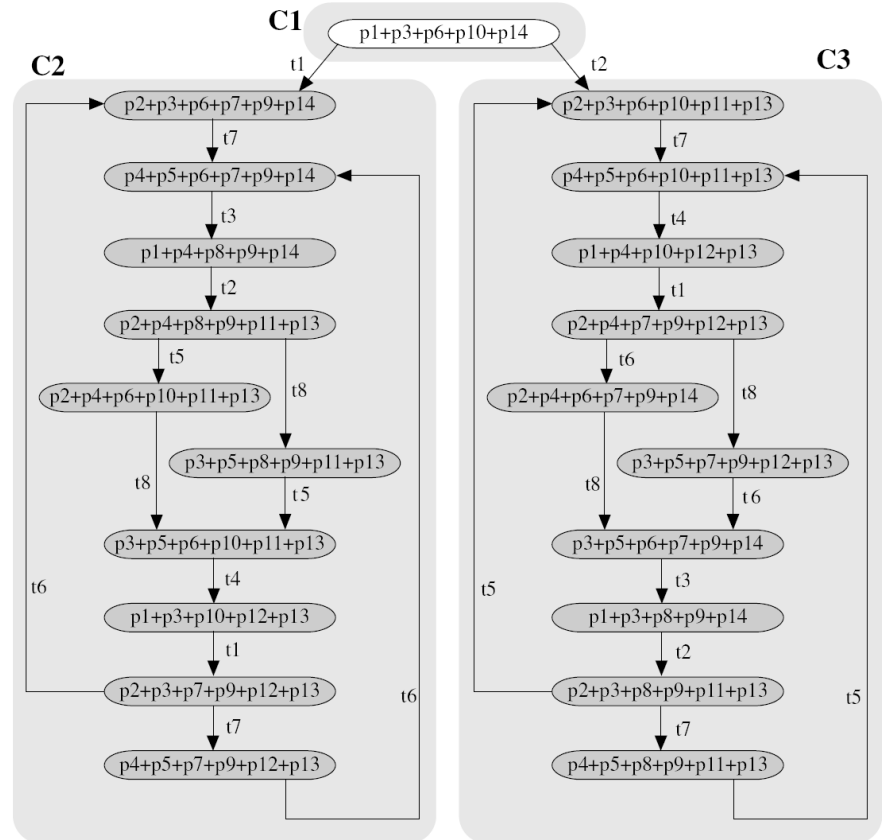 C1
p1+p3+p6+p10+p14
t1
t2
C2
p2+p3+p6+p7+p9+p14
t7
p4+p5+p6+p7+p9+p14
t3
p1+p4+p8+p9+p14
t2
p2+p4+p8+p9+p11+p13
t5
t8
p2+p4+p6+p10+p11+p13
p3+p5+p8+p9+p11+p13
t8
t5
p3+p5+p6+p10+p11+p13
t6
t4
p1+p3+p10+p12+p13
t1
p2+p3+p7+p9+p12+p13
t6
t7
p4+p5+p7+p9+p12+p13
C3
p2+p3+p6+p10+p11+p13
t7
p4+p5+p6+p10+p11+p13
t4
p1+p4+p10+p12+p13
t1
p2+p4+p7+p9+p12+p13
t6
t8
p2+p4+p6+p7+p9+p14
p3+p5+p7+p9+p12+p13
t8
t6
p3+p5+p6+p7+p9+p14
t5
t3
p1+p3+p8+p9+p14
t2
p2+p3+p8+p9+p11+p13
t5
t7
p4+p5+p8+p9+p11+p13